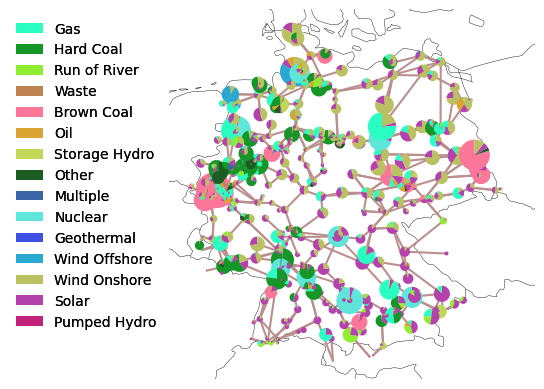 Gas
Hard Coal
Run of River
Waste
Brown Coal
Oil
Storage Hydro
Other
Multiple
Nuclear
Geothermal
Wind Offshore
Wind Onshore
Solar
Pumped Hydro